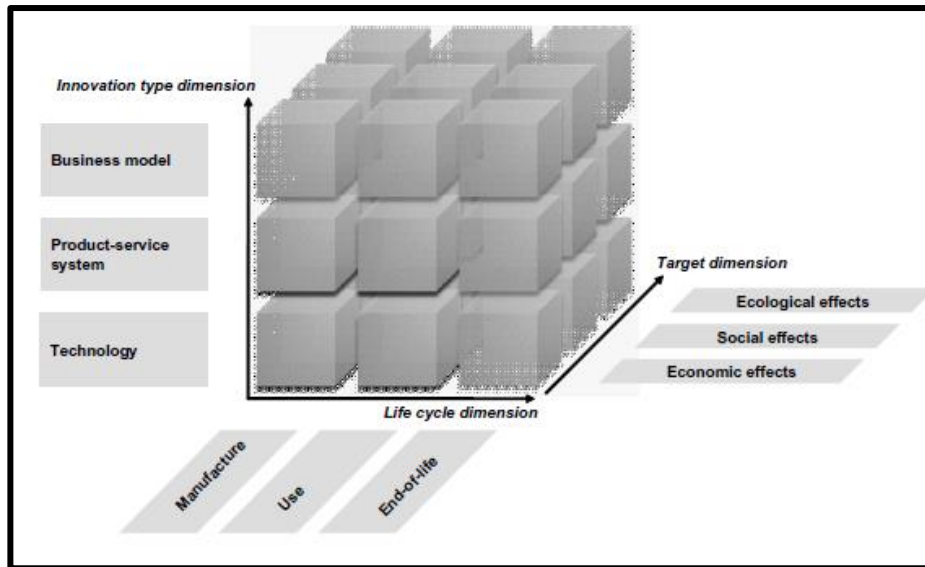 Innovation type dimension
Business model
Product-service
system
Technology
Target dimension
Ecological effects
Social effects
Economic effects
Life cycle dimension
Manufacture
Use
End-of-life